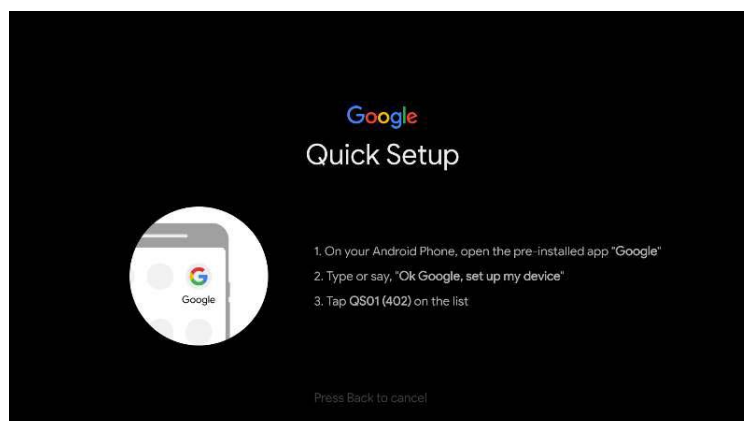 Google
Quick Setup
1. On your Android Phone, open the pre-installed app "Google"
2. Type or say, "Ok Google, set up my device"
3. Tap QS01 (402) on the list
G
Google
Press Back to cancel